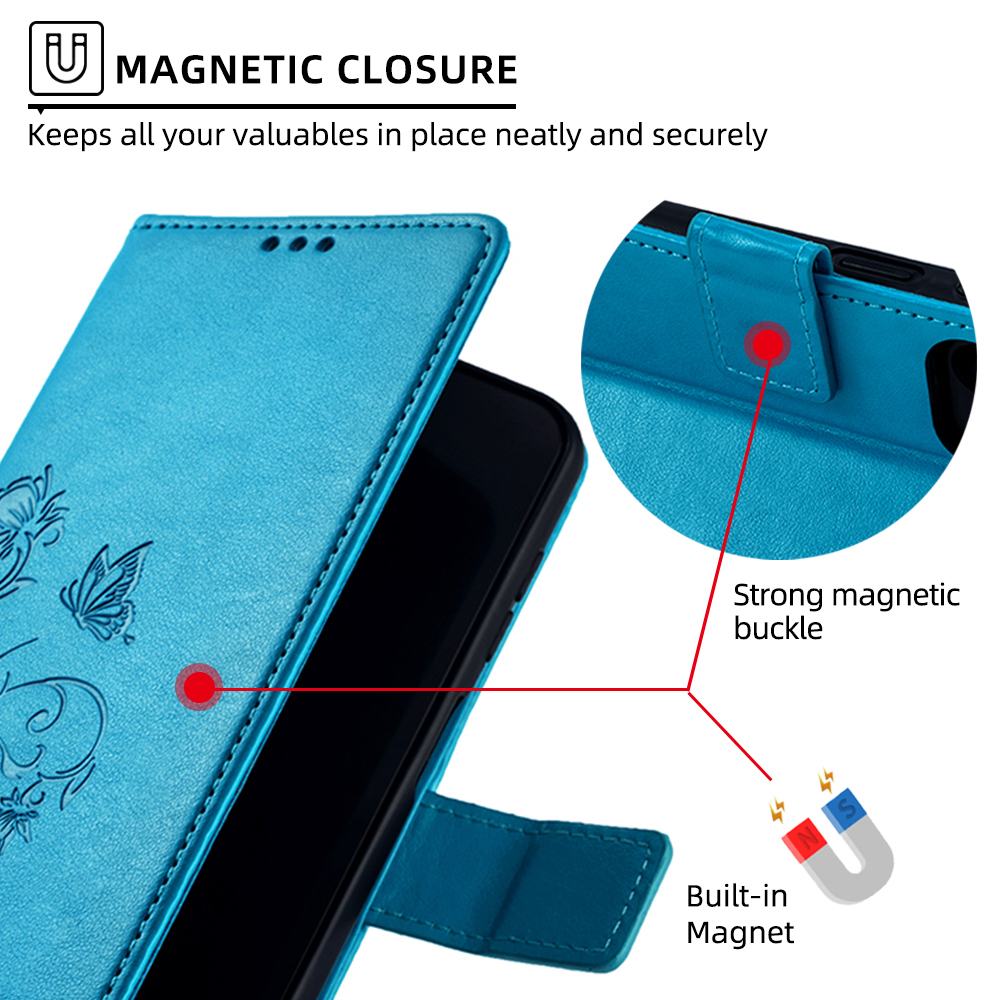 MAGNETIC CLOSURE
Keeps all your valuables in place neatly and securely
Strong magnetic
buckle
N
S
Built-in
Magnet